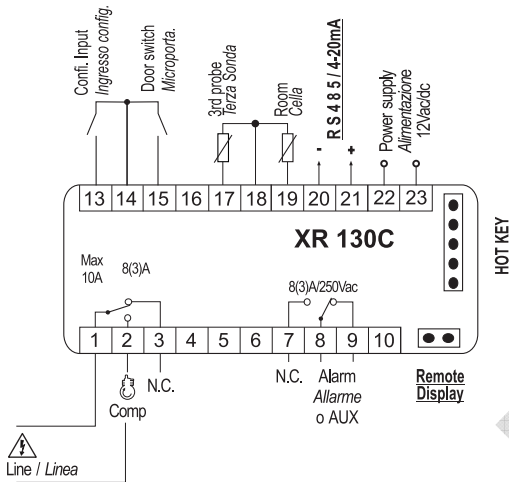 Confi. Input
Ingresso config.
Door switch
Microporta.
3rd probe
Terza Sonda
Room
Cella
RS485/4-20mA
- +
Power supply
Alimentazione
12Vac/dc
13 14 15 16 17 18 19 20 21 22 23
XR 130C
HOT KEY
Max
10A
8(3)A
8(3)A/250Vac
1 2 3 4 5 6 7 8 9 10
N.C.
Comp
N.C.
Alarm
Allarme
o AUX
Remote
Display
Line / Linea